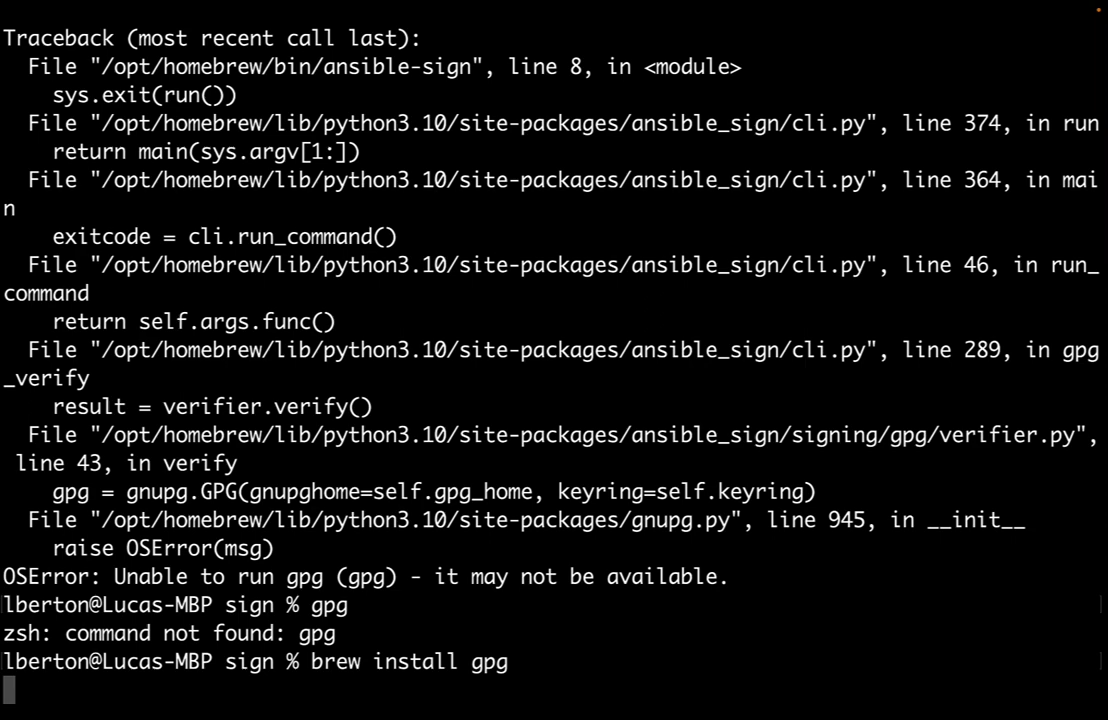 Traceback (most recent call last):
  File "/opt/homebrew/bin/ansible-sign", line 8, in <module>
    sys.exit(run())
  File "/opt/homebrew/lib/python3.10/site-packages/ansible_sign/cli.py", line 374, in run
    return main(sys.argv[1:])
  File "/opt/homebrew/lib/python3.10/site-packages/ansible_sign/cli.py", line 364, in mai
n
    exitcode = cli.run_command()
  File "/opt/homebrew/lib/python3.10/site-packages/ansible_sign/cli.py", line 46, in run_
command
    return self.args.func()
  File "/opt/homebrew/lib/python3.10/site-packages/ansible_sign/cli.py", line 289, in gpg
_verify
    result = verifier.verify()
  File "/opt/homebrew/lib/python3.10/site-packages/ansible_sign/signing/gpg/verifier.py",
 line 43, in verify
    gpg = gnupg.GPG(gnupghome=self.gpg_home, keyring=self.keyring)
  File "/opt/homebrew/lib/python3.10/site-packages/gnupg.py", line 945, in __init__
    raise OSError(msg)
OSError: Unable to run gpg (gpg) - it may not be available.
lberton@Lucas-MBP sign % gpg
zsh: command not found: gpg
lberton@Lucas-MBP sign % brew install gpg